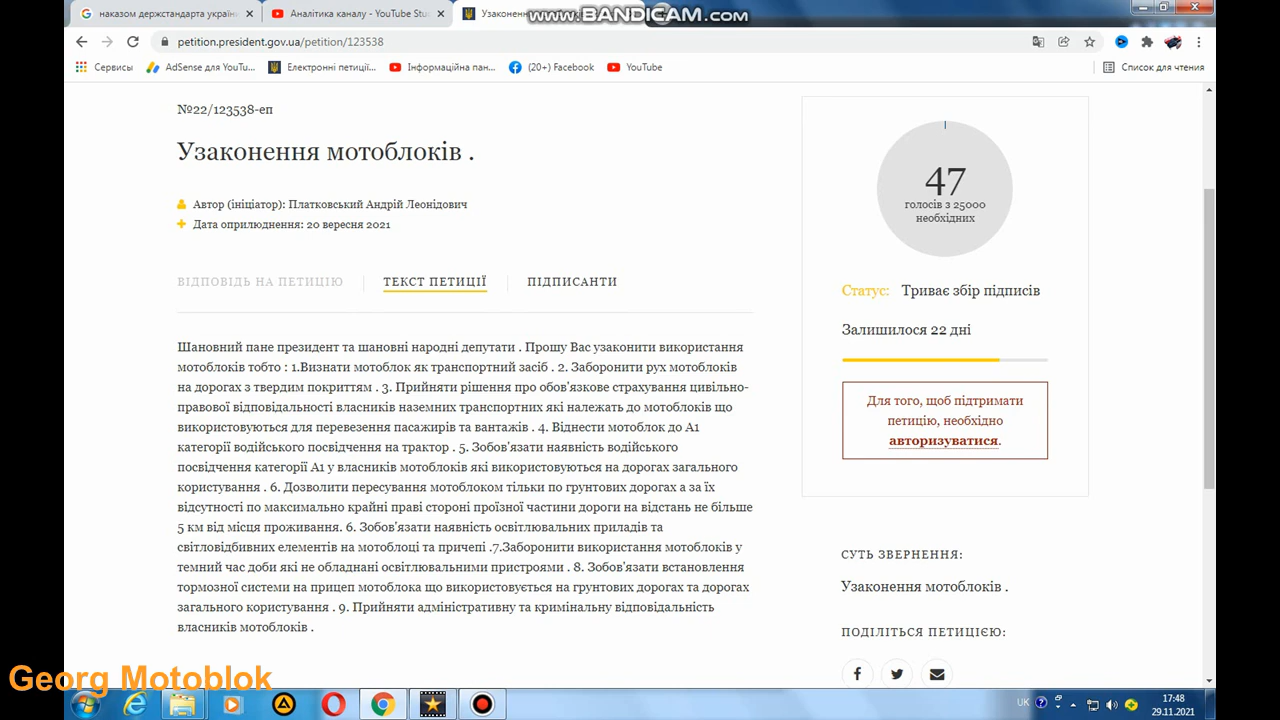 наказом держстандарта україн
Аналітика каналу - YouTube Stu
Узаконення
www.BANDICAM.com
petition.president.gov.ua/petition/123538
Сервисы
AdSense для YouTu...
Електронні петиції...
Інформаційна пан...
(20+) Facebook
YouTube
Список для чтения
№22/123538-еп
Узаконення мотоблоків .
Автор (ініціатор): Платковський Андрій Леонідович
Дата оприлюднення: 20 вересня 2021
ВІДПОВІДЬ НА ПЕТИЦІЮ
ТЕКСТ ПЕТИЦІЇ
ПІДПИСАНТИ
Шановний пане президент та шановні народні депутати . Прошу Вас узаконити використання
мотоблоків тобто : 1.Визнати мотоблок як транспортний засіб . 2. Заборонити рух мотоблоків
на дорогах з твердим покриттям . 3. Прийняти рішення про обов'язкове страхування цивільно-
правової відповідальності власників наземних транспортних які належать до мотоблоків що
використовуються для перевезення пасажирів та вантажів . 4. Віднести мотоблок до А1
категорії водійського посвідчення на трактор . 5. Зобов'язати наявність водійського
посвідчення категорії А1 у власників мотоблоків які використовуються на дорогах загального
користування . 6. Дозволити пересування мотоблоком тільки по грунтових дорогах а за їх
відсутності по максимально крайні праві стороні проїзної частини дороги на відстань не більше
5 км від місця проживання. 6. Зобов'язати наявність освітлювальних приладів та
світловідбивних елементів на мотоблоці та причепі .7.Заборонити використання мотоблоків у
темний час доби які не обладнані освітлювальними пристроями . 8. Зобов'язати встановлення
тормозної системи на прицеп мотоблока що використовується на грунтових дорогах та дорогах
загального користування . 9. Прийняти адміністративну та кримінальну відповідальність
власників мотоблоків .
47
голосів з 25000
необхідних
Статус: Триває збір підписів
Залишилося 22 дні
Для того, щоб підтримати
петицію, необхідно
авторизуватися.
СУТЬ ЗВЕРНЕННЯ:
Узаконення мотоблоків .
ПОДІЛІТЬСЯ ПЕТИЦІЄЮ:
Georg Motoblok
UK
17:48
29.11.2021